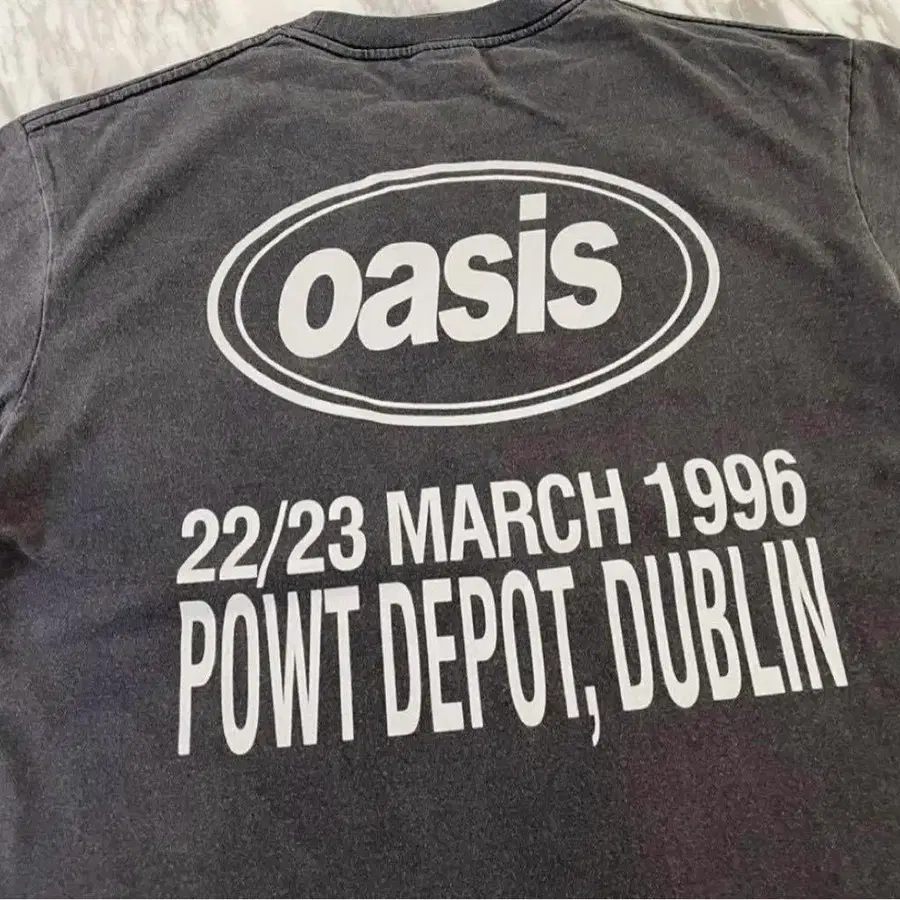 oasis
22/23 MARCH 1996
POWT DEPOT, DUBLIN